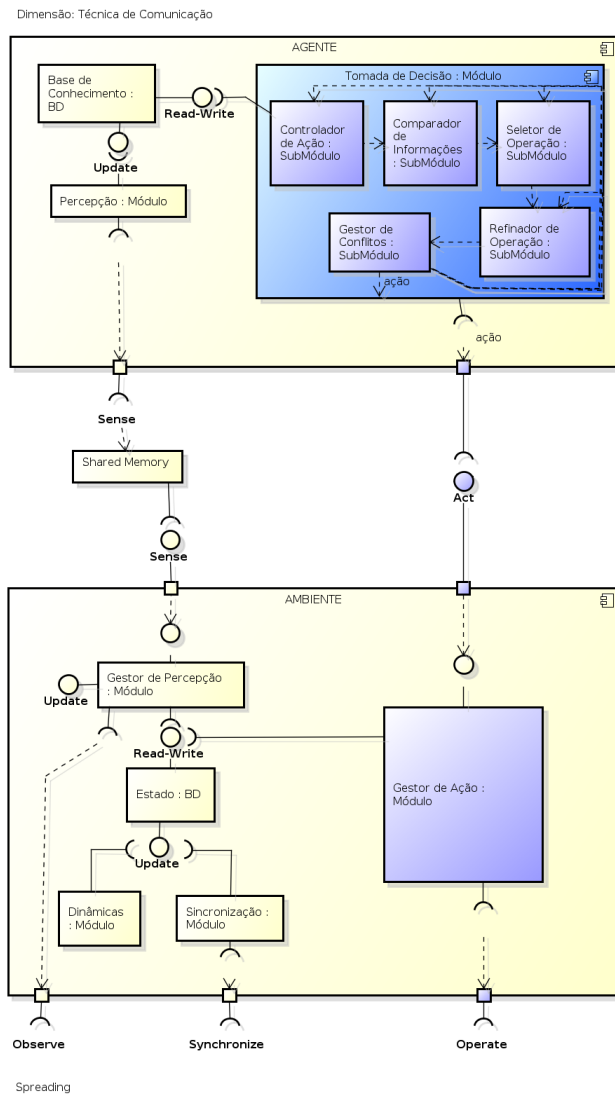 Dimensão: Técnica de Comunicação
AGENTE
Base de
Conhecimento :
BD
Read-Write
Update
Percepção : Módulo
Tomada de Decisão : Módulo
Controlador
de Ação :
SubMódulo
Comparador
de
Informações
: SubMódulo
Seletor de
Operação :
SubMódulo
Gestor de
Conflitos :
SubMódulo
Refinador de
Operação :
SubMódulo
ação
ação
Sense
Shared Memory
Sense
Act
AMBIENTE
Gestor de Percepção
: Módulo
Update
Read-Write
Estado : BD
Update
Dinâmicas
: Módulo
Sincronização :
Módulo
Gestor de Ação :
Módulo
Observe
Synchronize
Operate
Spreading